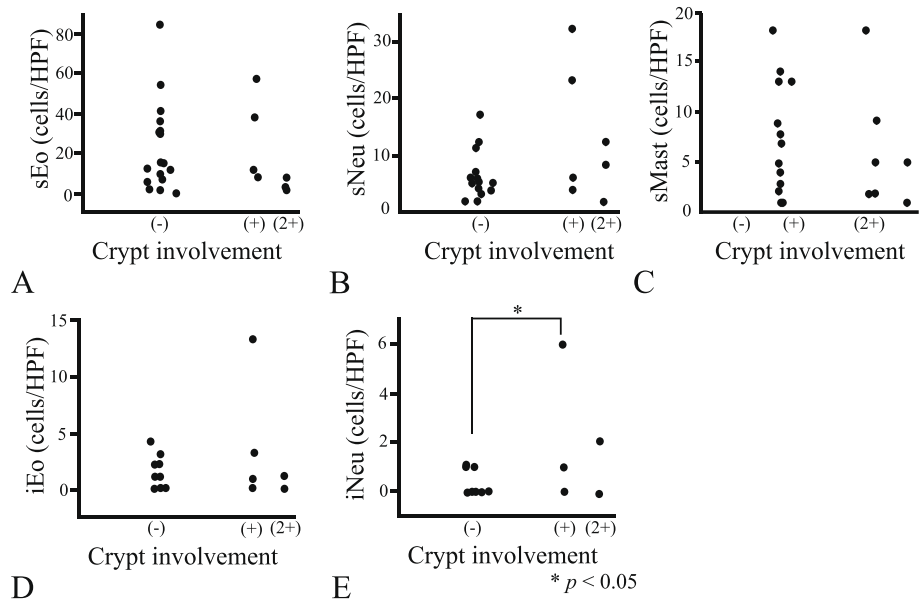 sEo (cells/HPF)
80
60
40
20
0
(-) (+) (2+)
Crypt involvement
A
sNeu (cells/HPF)
30
20
10
0
(-) (+) (2+)
Crypt involvement
B
sMast (cells/HPF)
20
15
10
5
0
(-) (+) (2+)
Crypt involvement
C
iEo (cells/HPF)
15
10
5
0
(-) (+) (2+)
Crypt involvement
D
iNeu (cells/HPF)
6
4
2
0
*
(-) (+) (2+)
Crypt involvement
E
* p < 0.05